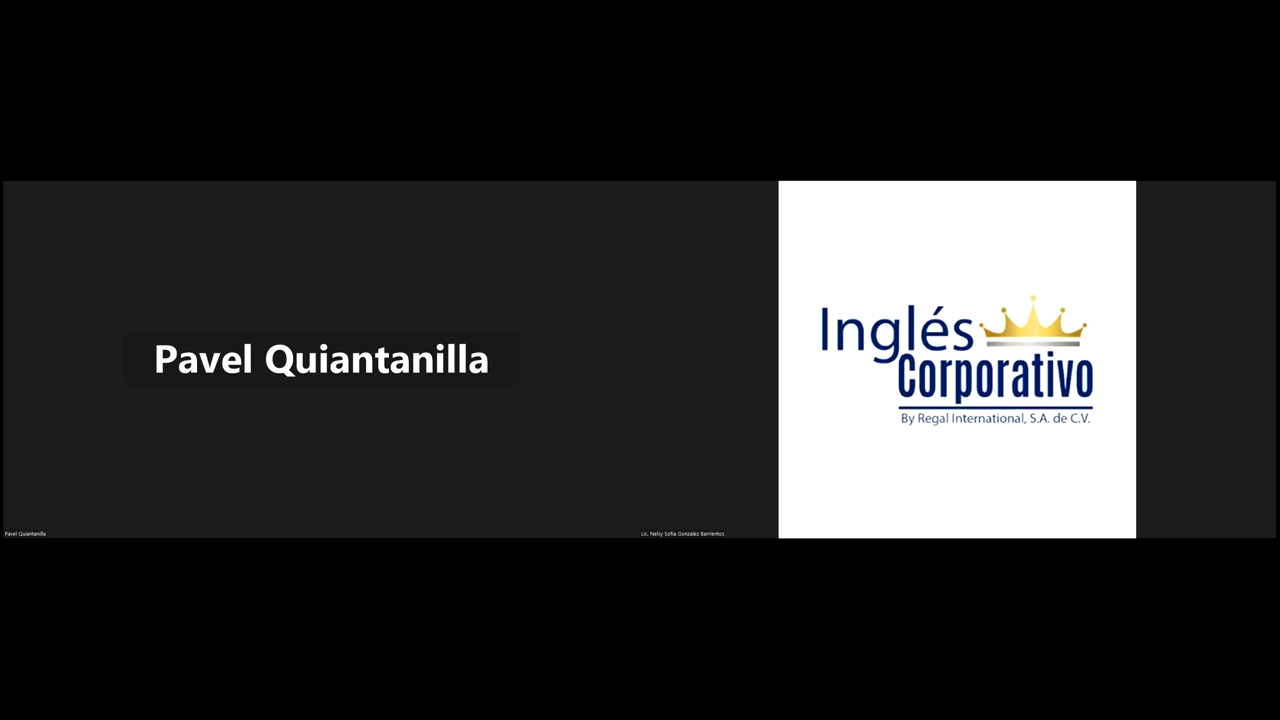 Pavel Quiantanilla
Inglés
Corporativo
By Regal International, S.A. de C.V.
Pavel Quiantanilla
Lic. Nelsy Sofia Gonzalez Barrientos